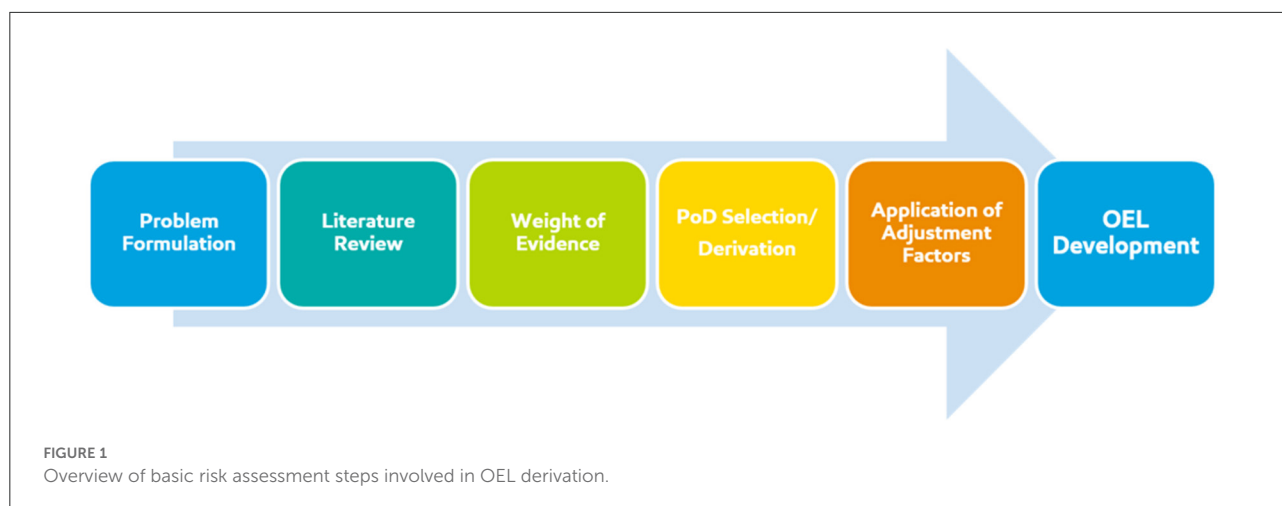 Problem
Formulation
Literature
Review
Weight of
Evidence
PoD Selection/
Derivation
Application of
Adjustment
Factors
OEL
Development
FIGURE 1
Overview of basic risk assessment steps involved in OEL derivation.